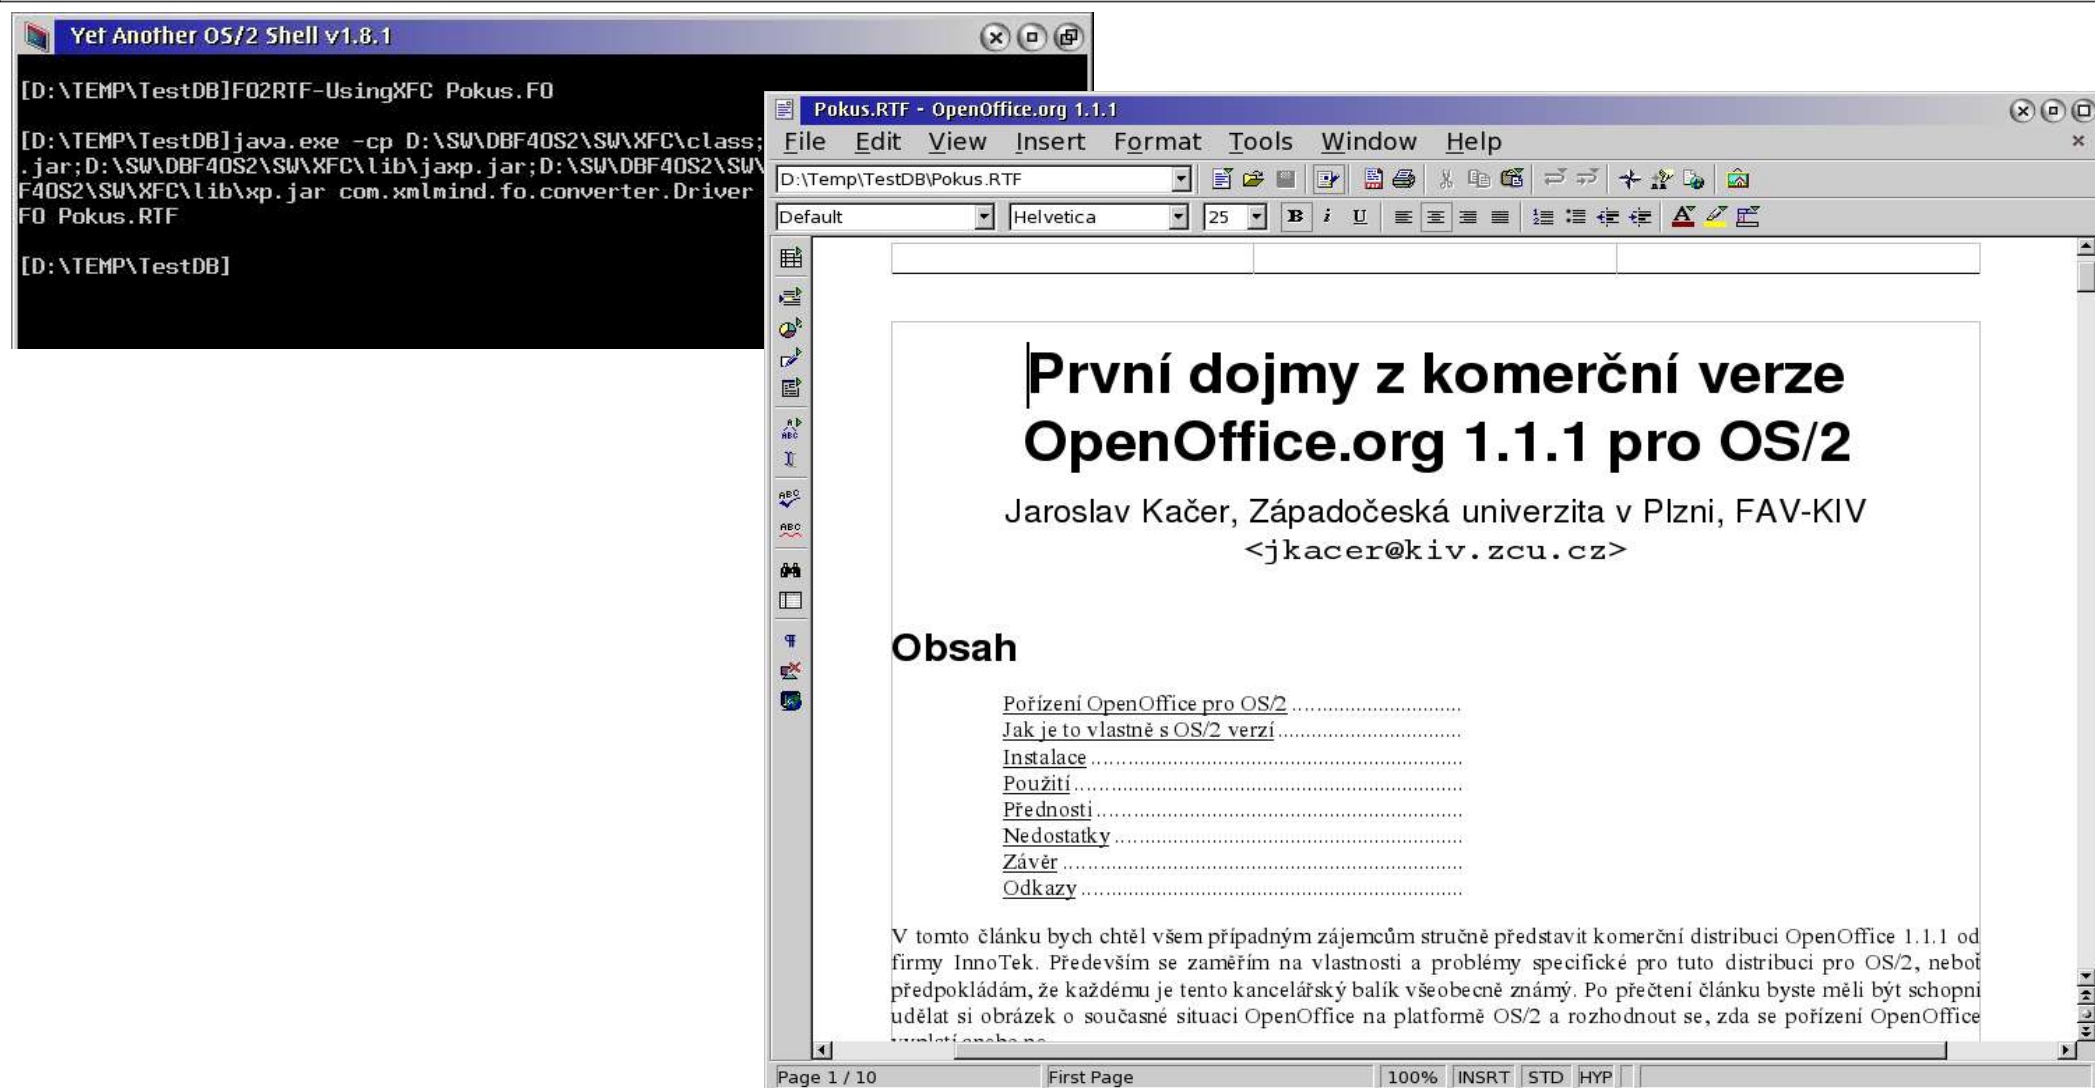 Yet Another OS/2 Shell v1.8.1
[D:\TEMP\TestDB]FO2RTF-UsingXFC Pokus.FO
[D:\TEMP\TestDB]java.exe -cp D:\SW\DBF4OS2\SW\XFC\class;
.jar;D:\SW\DBF4OS2\SW\XFC\lib\jaxp.jar;D:\SW\DBF4OS2\SW\
F4OS2\SW\XFC\lib\xp.jar com.xmlmind.fo.converter.Driver
FO Pokus.RTF
[D:\TEMP\TestDB]
Pokus.RTF - OpenOffice.org 1.1.1
File Edit View Insert Format Tools Window Help
D:\Temp\TestDB\Pokus.RTF
Default Helvetica 25 B i U A
První dojmy z komerční verze
OpenOffice.org 1.1.1 pro OS/2
Jaroslav Kačer, Západočeská univerzita v Plzni, FAV-KIV
<jkacer@kiv.zcu.cz>
Obsah
Pořízení OpenOffice pro OS/2 ..............................
Jak je to vlastně s OS/2 verzí .................................
Instalace ..................................................................
Použití .....................................................................
Přednosti .................................................................
Nedostatky ..............................................................
Závěr .......................................................................
Odkazy ....................................................................
V tomto článku bych chtěl všem případným zájemcům stručně představit komerční distribuci OpenOffice 1.1.1 od
firmy InnoTek. Především se zaměřím na vlastnosti a problémy specifické pro tuto distribuci pro OS/2, neboť
předpokládám, že každému je tento kancelářský balík všeobecně známý. Po přečtení článku byste měli být schopni
udělat si obrázek o současné situaci OpenOffice na platformě OS/2 a rozhodnout se, zda se pořízení OpenOffice
Page 1 / 10 First Page 100% INSRT STD HYP